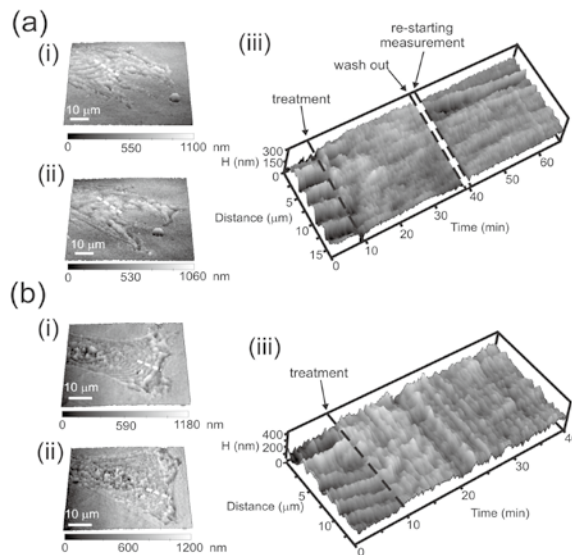 (a)
(i)
10 μm
0 550 1100 nm
(ii)
10 μm
0 530 1060 nm
(iii)
re-starting
measurement
wash out
treatment
300
150
0
H (nm)
5
10
15
Distance (μm)
0
10
20
30
40
50
60
Time (min)
(b)
(i)
10 μm
0 590 1180 nm
(ii)
10 μm
0 600 1200 nm
(iii)
treatment
400
200
0
H (nm)
5
10
Distance (μm)
0
10
20
30
40
Time (min)